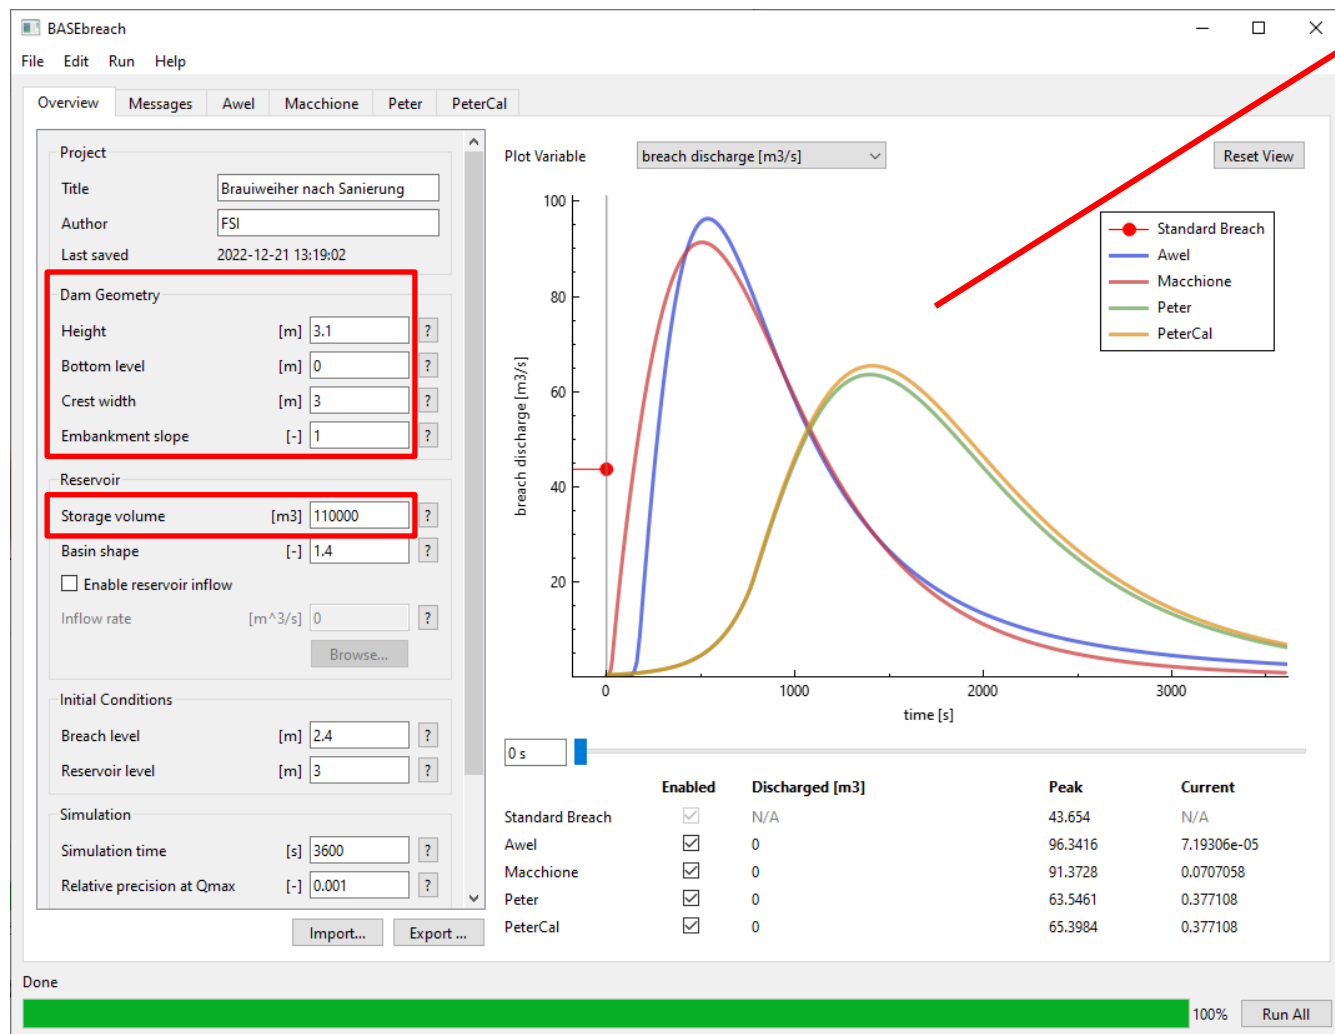 BASEbreach
File Edit Run Help
Overview Messages Awel Macchione Peter PeterCal
Project
Title Brauiweiher nach Sanierung
Author FSI
Last saved 2022-12-21 13:19:02
Dam Geometry
Height [m] 3.1 ?
Bottom level [m] 0 ?
Crest width [m] 3 ?
Embankment slope [-] 1 ?
Reservoir
Storage volume [m3] 110000 ?
Basin shape [-] 1.4 ?
Enable reservoir inflow
Inflow rate [m^3/s] 0 ?
Browse...
Initial Conditions
Breach level [m] 2.4 ?
Reservoir level [m] 3 ?
Simulation
Simulation time [s] 3600 ?
Relative precision at Qmax [-] 0.001 ?
Import... Export ...
Plot Variable breach discharge [m3/s] Reset View
100
80
60
40
20
breach discharge [m3/s]
Standard Breach
Awel
Macchione
Peter
PeterCal
0 1000 2000 3000
time [s]
0 s
Enabled Discharged [m3] Peak Current
Standard Breach N/A 43.654 N/A
Awel 0 96.3416 7.19306e-05
Macchione 0 91.3728 0.0707058
Peter 0 63.5461 0.377108
PeterCal 0 65.3984 0.377108
Done
100% Run All